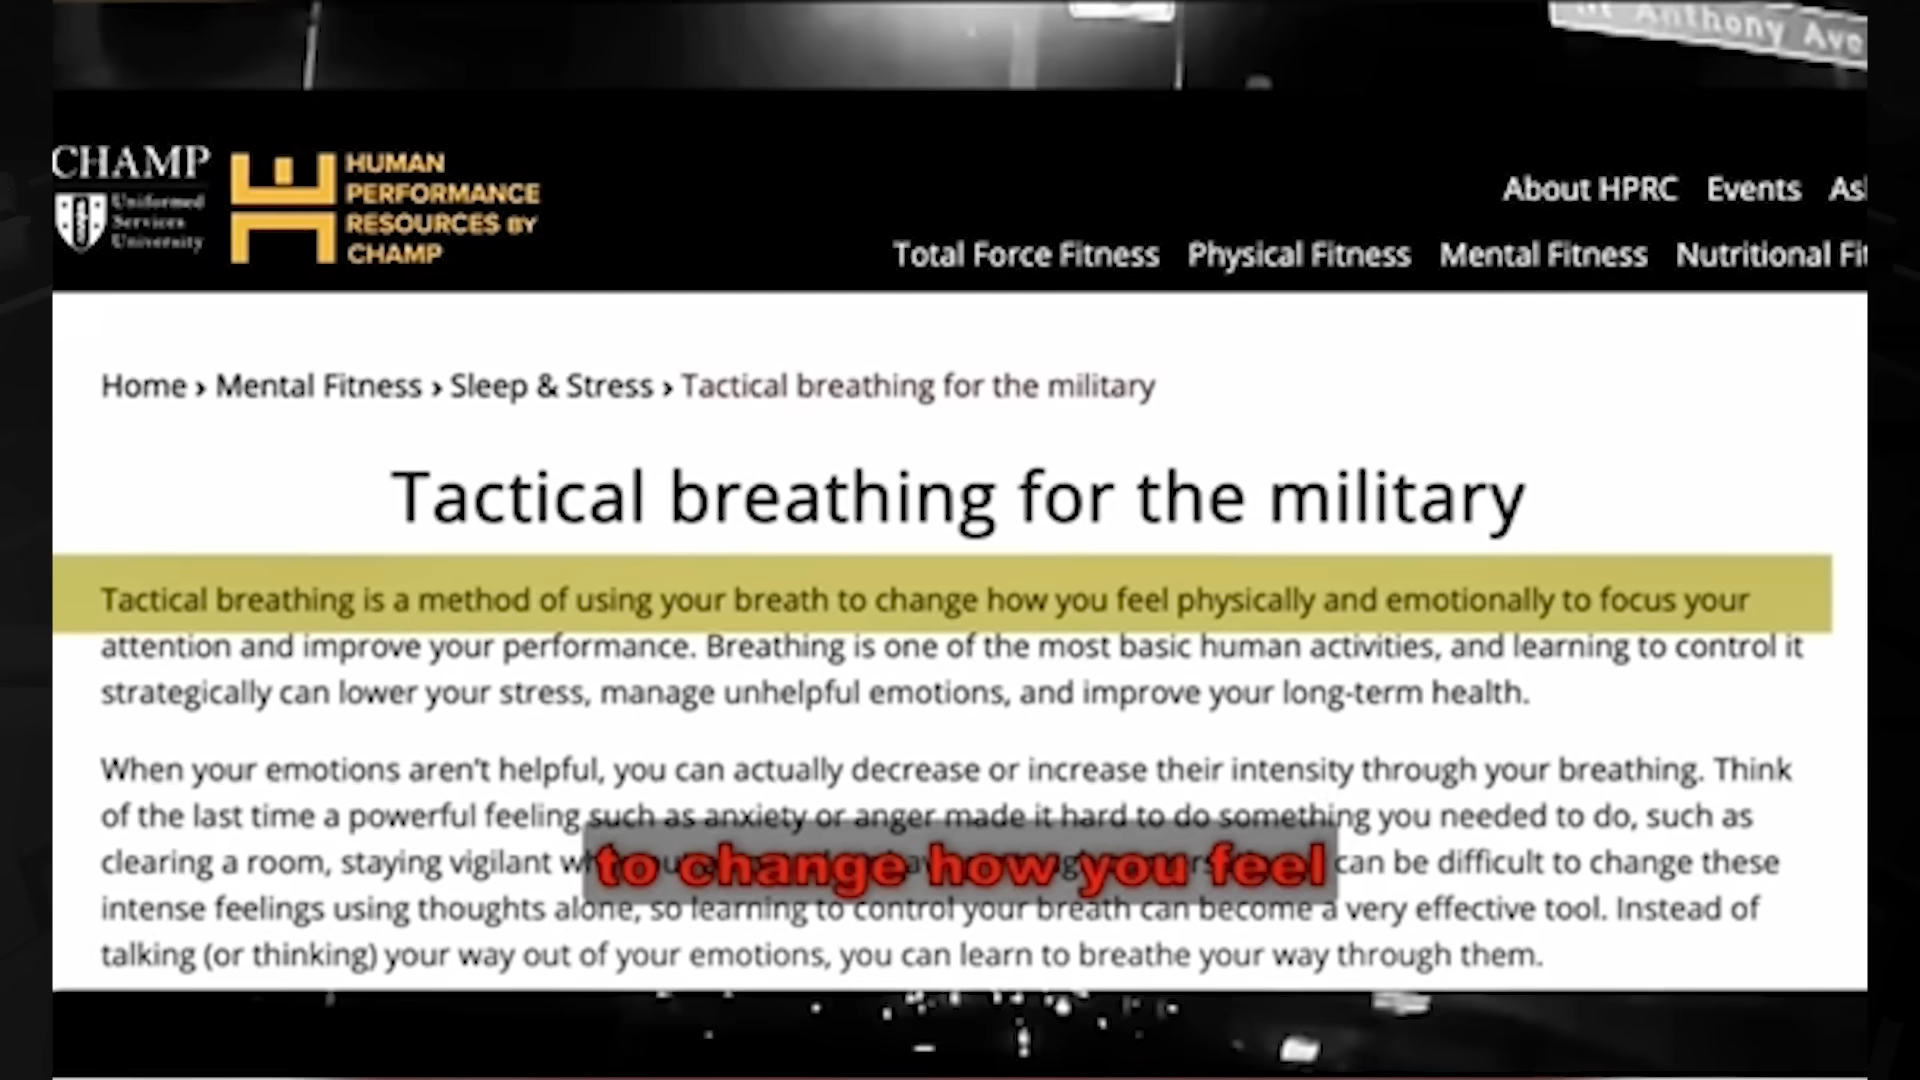 Anthony Ave
CHAMP
Uniformed
Services
University
HUMAN
PERFORMANCE
RESOURCES BY
CHAMP
About HPRC Events
Total Force Fitness Physical Fitness Mental Fitness Nutritional
Home › Mental Fitness › Sleep & Stress › Tactical breathing for the military
Tactical breathing for the military
Tactical breathing is a method of using your breath to change how you feel physically and emotionally to focus your
attention and improve your performance. Breathing is one of the most basic human activities, and learning to control it
strategically can lower your stress, manage unhelpful emotions, and improve your long-term health.
When your emotions aren't helpful, you can actually decrease or increase their intensity through your breathing. Think
of the last time a powerful feeling such as anxiety or anger made it hard to do something you needed to do, such as
clearing a room, staying vigilant can be difficult to change these
to change how you feel
intense feelings using thoughts alone, so learning to control your breath can become a very effective tool. Instead of
talking (or thinking) your way out of your emotions, you can learn to breathe your way through them.